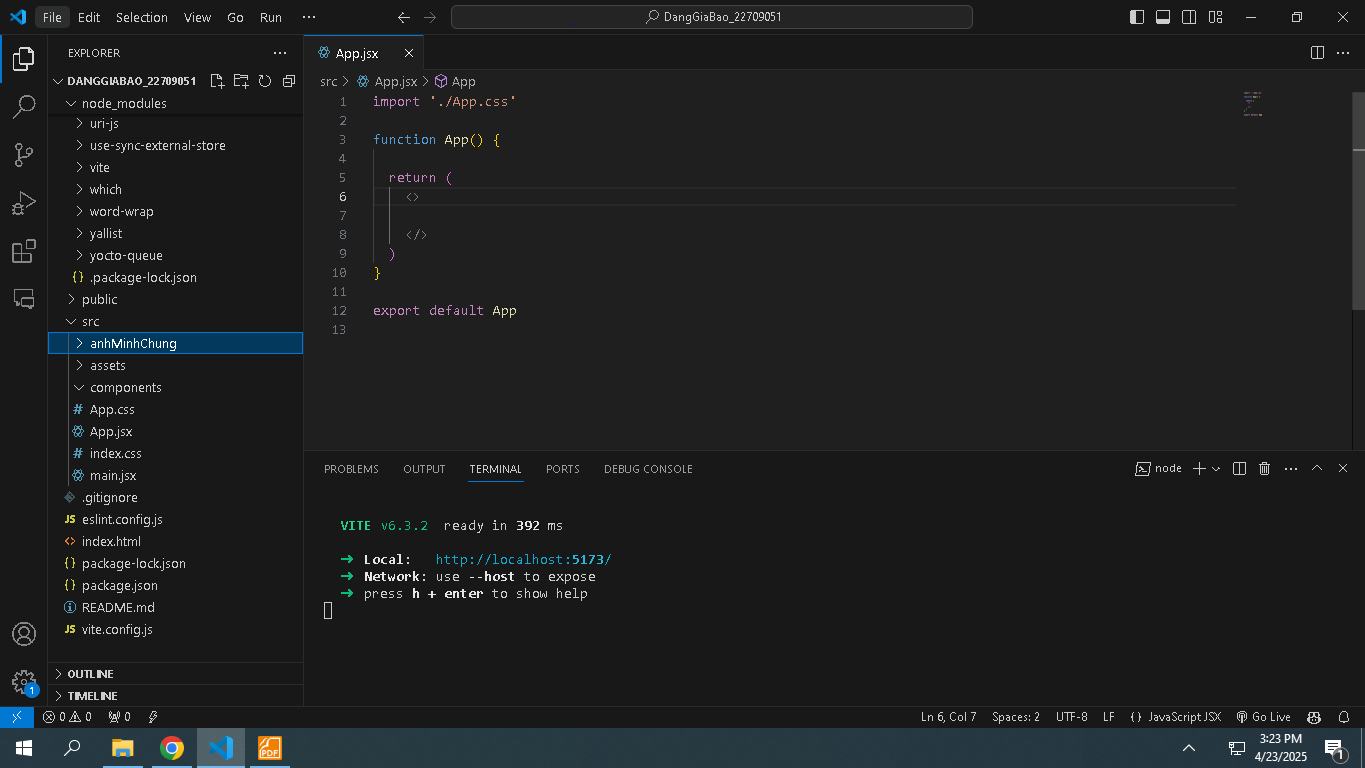 File Edit Selection View Go Run ··· DangGiaBao_22709051
EXPLORER ···
DANGGIABAO_22709051
node_modules
uri-js
use-sync-external-store
vite
which
word-wrap
yallist
yocto-queue
{} .package-lock.json
public
src
anhMinhChung
assets
components
# App.css
App.jsx
# index.css
main.jsx
.gitignore
JS eslint.config.js
<> index.html
{} package-lock.json
{} package.json
README.md
JS vite.config.js
OUTLINE
TIMELINE
App.jsx
src > App.jsx > App
1 import './App.css'
2
3 function App() {
4
5 return (
6 <>
7
8 </>
9 )
10 }
11
12 export default App
13
PROBLEMS OUTPUT TERMINAL PORTS DEBUG CONSOLE node
VITE v6.3.2 ready in 392 ms
➜ Local: http://localhost:5173/
➜ Network: use --host to expose
➜ press h + enter to show help
1
0 0 0 Ln 6, Col 7 Spaces: 2 UTF-8 LF {} JavaScript JSX Go Live
PDF
3:23 PM
4/23/2025
1